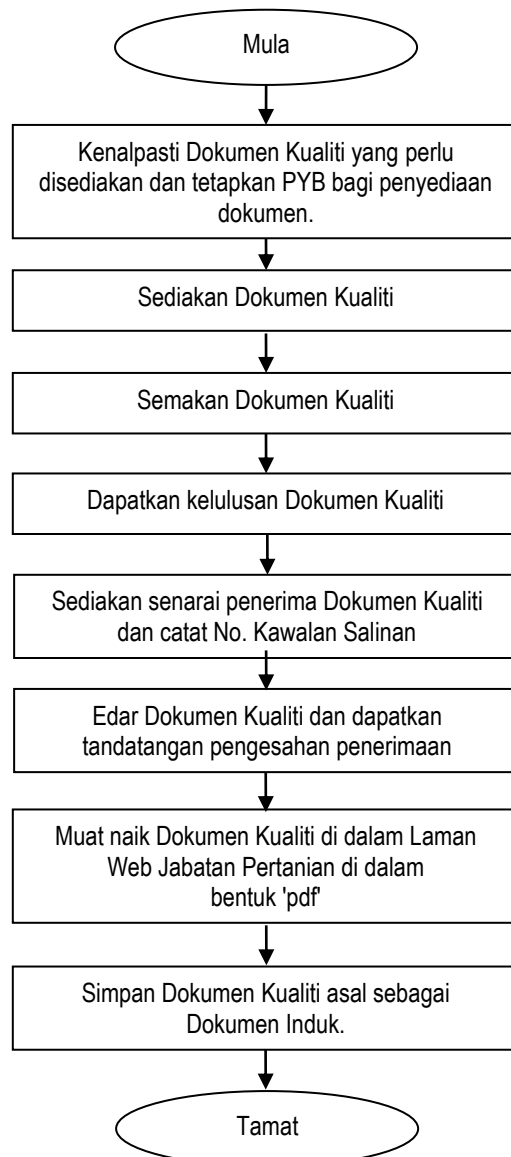 Mula
Kenalpasti Dokumen Kualiti yang perlu
disediakan dan tetapkan PYB bagi penyediaan
dokumen.
Sediakan Dokumen Kualiti
Semakan Dokumen Kualiti
Dapatkan kelulusan Dokumen Kualiti
Sediakan senarai penerima Dokumen Kualiti
dan catat No. Kawalan Salinan
Edar Dokumen Kualiti dan dapatkan
tandatangan pengesahan penerimaan
Muat naik Dokumen Kualiti di dalam Laman
Web Jabatan Pertanian di dalam
bentuk 'pdf'
Simpan Dokumen Kualiti asal sebagai
Dokumen Induk.
Tamat